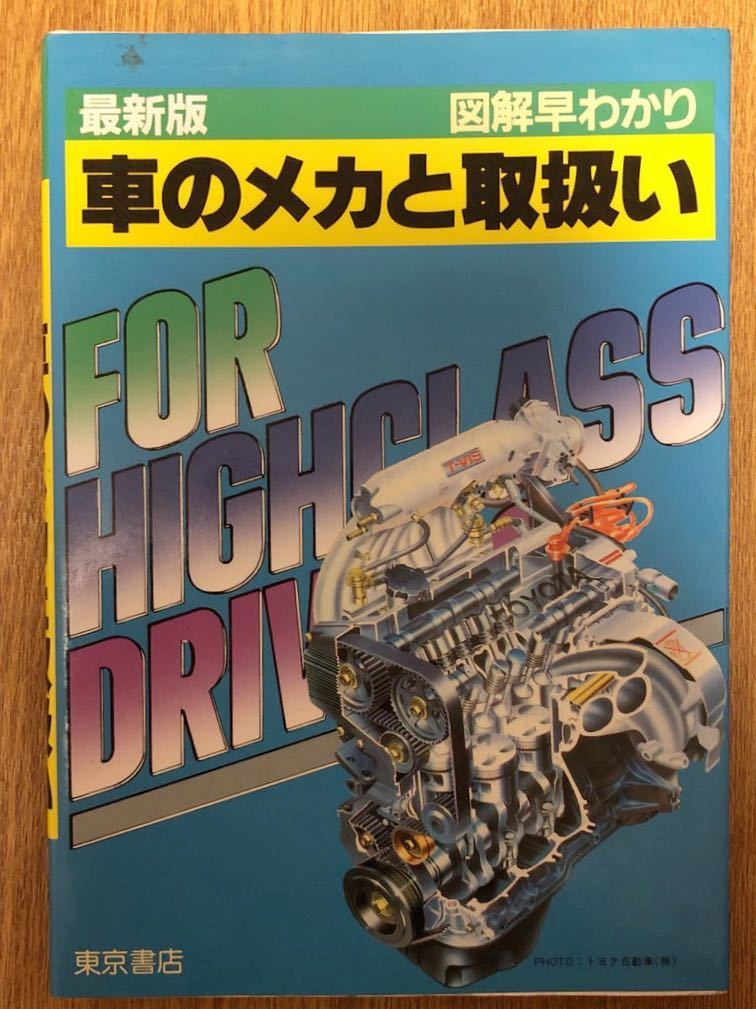 最新版 図解早わかり
車のメカと取扱い
FOR
HIGHCLASS
DRIV
T-VIS
TOYOTA
東京書店
PHOTO：トヨタ自動車(株)